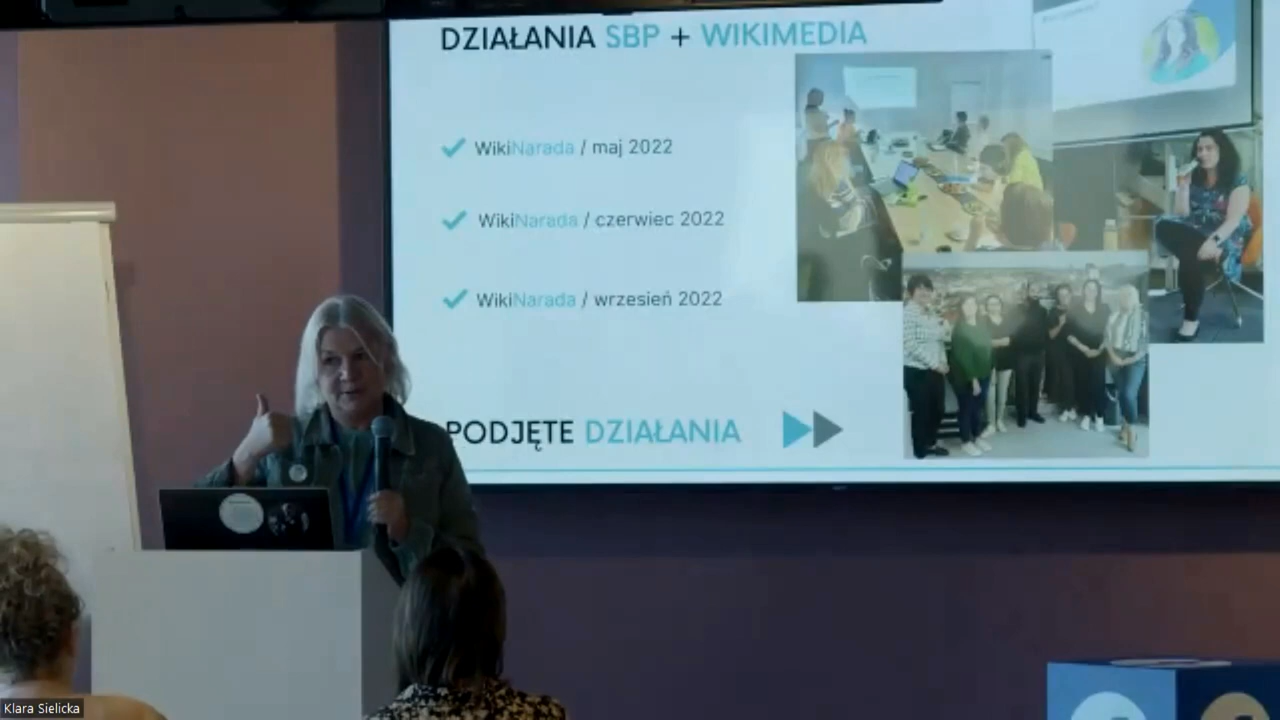 DZIAŁANIA SBP + WIKIMEDIA
WikiNarada / maj 2022
WikiNarada / czerwiec 2022
WikiNarada / wrzesień 2022
PODJĘTE DZIAŁANIA
Klara Sielicka